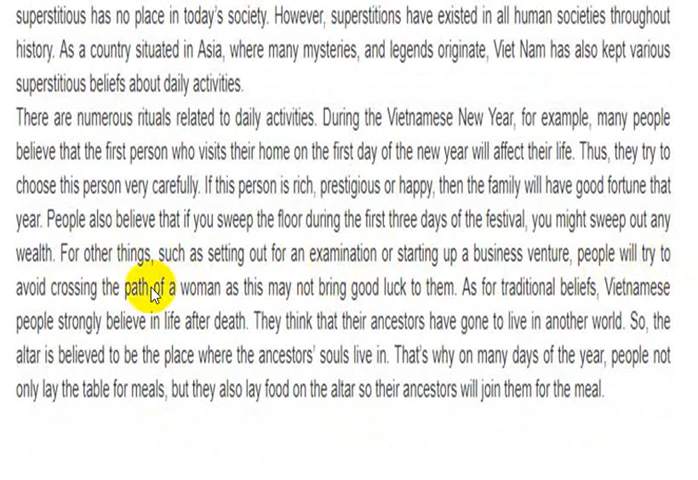 superstitious has no place in today's society. However, superstitions have existed in all human societies throughout
history. As a country situated in Asia, where many mysteries, and legends originate, Viet Nam has also kept various
superstitious beliefs about daily activities.
There are numerous rituals related to daily activities. During the Vietnamese New Year, for example, many people
believe that the first person who visits their home on the first day of the new year will affect their life. Thus, they try to
choose this person very carefully. If this person is rich, prestigious or happy, then the family will have good fortune that
year. People also believe that if you sweep the floor during the first three days of the festival, you might sweep out any
wealth. For other things, such as setting out for an examination or starting up a business venture, people will try to
avoid crossing the path of a woman as this may not bring good luck to them. As for traditional beliefs, Vietnamese
people strongly believe in life after death. They think that their ancestors have gone to live in another world. So, the
altar is believed to be the place where the ancestors' souls live in. That's why on many days of the year, people not
only lay the table for meals, but they also lay food on the altar so their ancestors will join them for the meal.